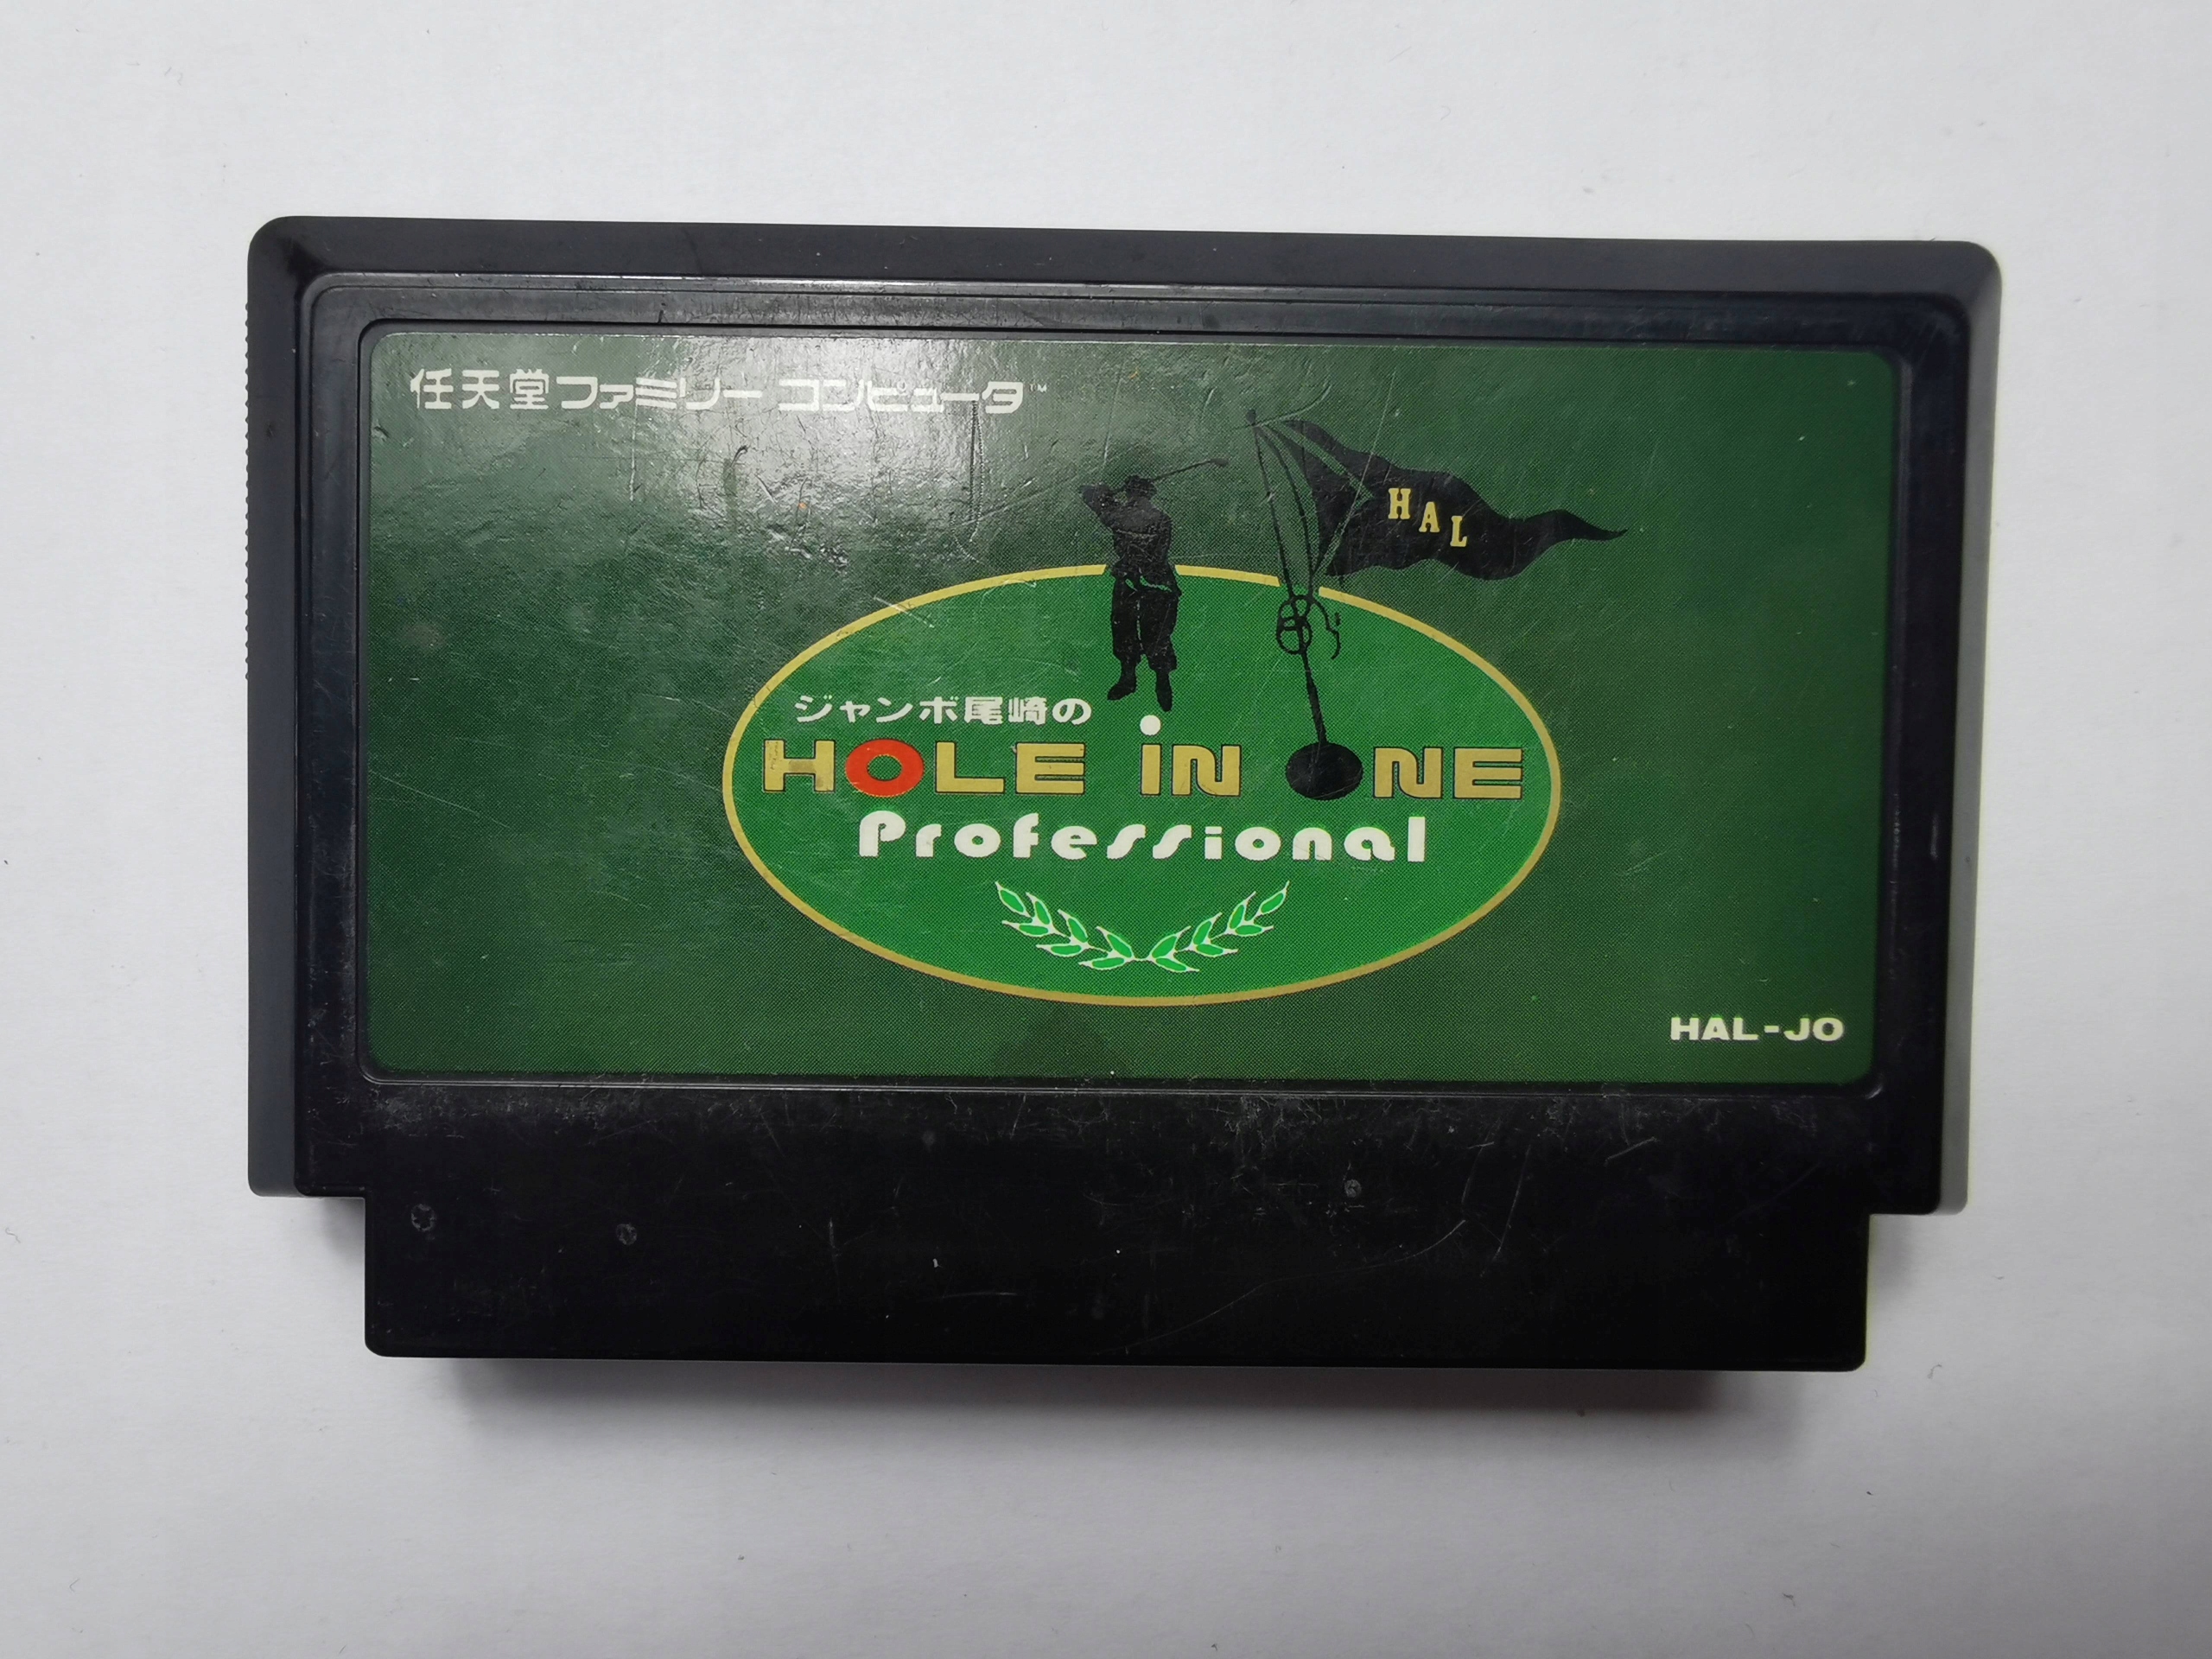 任天堂ファミリーコンピュータ™
HAL
ジャンボ尾崎の
HOLE iN ONE
Professional
HAL-JO